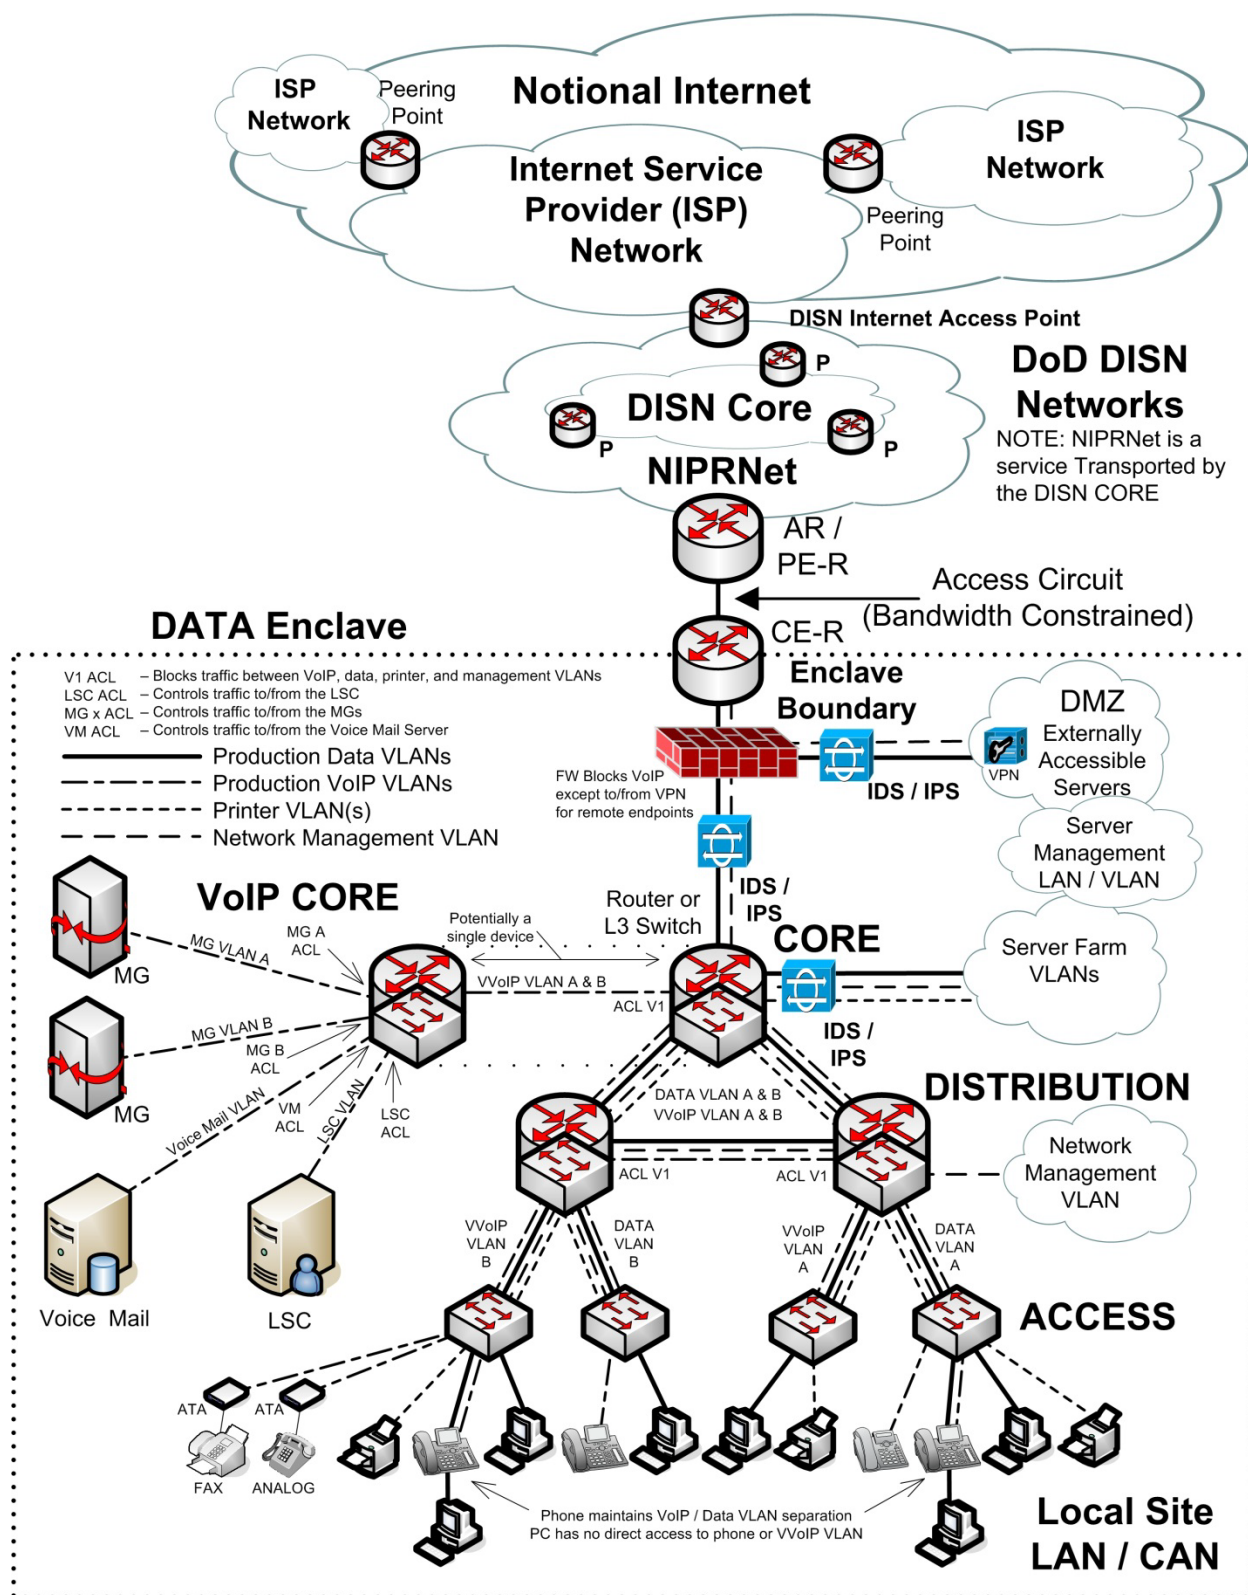 Notional Internet
ISP
Network
Peering
Point
ISP
Network
Internet Service
Provider (ISP)
Network
Peering
Point
DISN Internet Access Point
P
DISN Core
P
P
NIPRNet
DoD DISN
Networks
NOTE: NIPRNet is a
service Transported by
the DISN CORE
AR /
PE-R
Access Circuit
(Bandwidth Constrained)
CE-R
DATA Enclave
Enclave
Boundary
V1 ACL – Blocks traffic between VoIP, data, printer, and management VLANs
LSC ACL – Controls traffic to/from the LSC
MG x ACL – Controls traffic to/from the MGs
VM ACL – Controls traffic to/from the Voice Mail Server
Production Data VLANs
Production VoIP VLANs
Printer VLAN(s)
Network Management VLAN
FW Blocks VoIP
except to/from VPN
for remote endpoints
IDS / IPS
DMZ
Externally
Accessible
Servers
VPN
Server
Management
LAN / VLAN
IDS /
IPS
VoIP CORE
Router or
L3 Switch
CORE
Potentially a
single device
MG A
ACL
MG VLAN A
MG
VVoIP VLAN A & B
ACL V1
Server Farm
VLANs
IDS /
IPS
MG VLAN B
MG B
ACL
MG
Voice Mail VLAN
VM
ACL
LSC VLAN
LSC
ACL
DATA VLAN A & B
VVoIP VLAN A & B
DISTRIBUTION
ACL V1
ACL V1
Network
Management
VLAN
VVoIP
VLAN
B
DATA
VLAN
B
VVoIP
VLAN
A
DATA
VLAN
A
Voice Mail
LSC
ACCESS
ATA
ATA
FAX
ANALOG
Phone maintains VoIP / Data VLAN separation
PC has no direct access to phone or VVoIP VLAN
Local Site
LAN / CAN